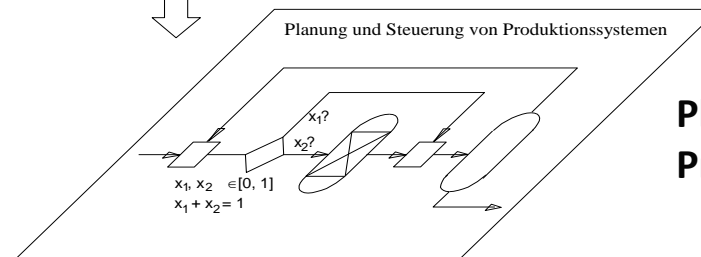 Planung und Steuerung von Produktionssystemen
x₁?
x₂?
x₁, x₂ ∈[0, 1]
x₁ + x₂ = 1